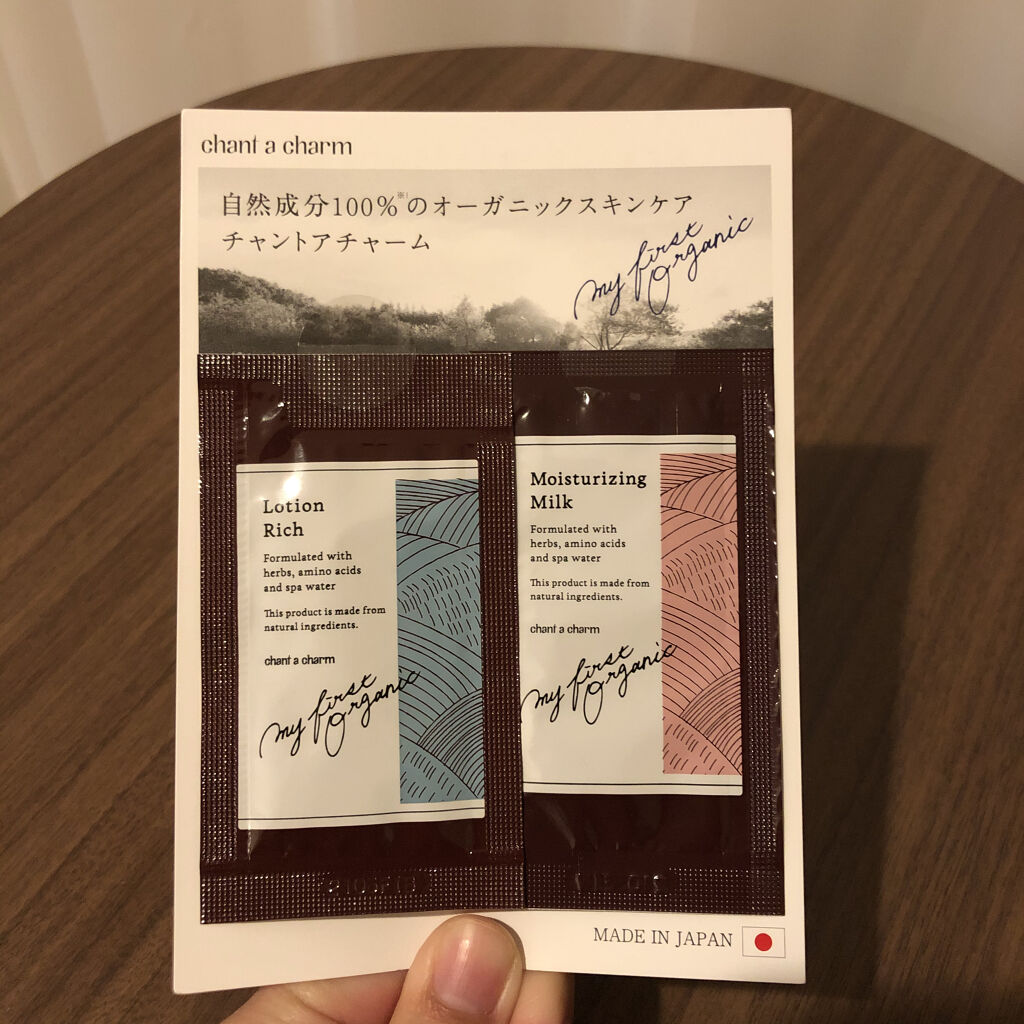 chant a charm
自然成分100%※1のオーガニックスキンケア
チャントアチャーム
my first
Organic
Lotion
Rich
Formulated with
herbs, amino acids
and spa water
This product is made from
natural ingredients.
chant a charm
my first
Organic
Moisturizing
Milk
Formulated with
herbs, amino acids
and spa water
This product is made from
natural ingredients.
chant a charm
my first
Organic
MADE IN JAPAN